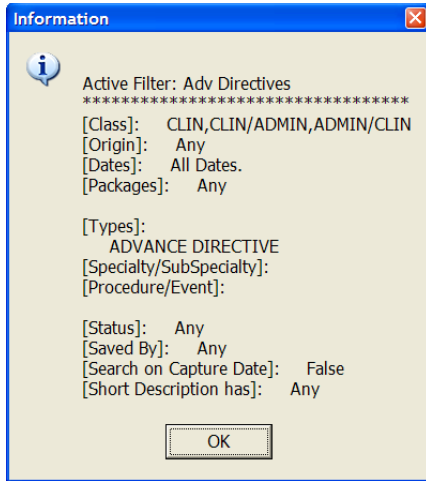 Information
Active Filter: Adv Directives
**********************************
[Class]: CLIN,CLIN/ADMIN,ADMIN/CLIN
[Origin]: Any
[Dates]: All Dates.
[Packages]: Any
[Types]:
ADVANCE DIRECTIVE
[Specialty/SubSpecialty]:
[Procedure/Event]:
[Status]: Any
[Saved By]: Any
[Search on Capture Date]: False
[Short Description has]: Any
OK